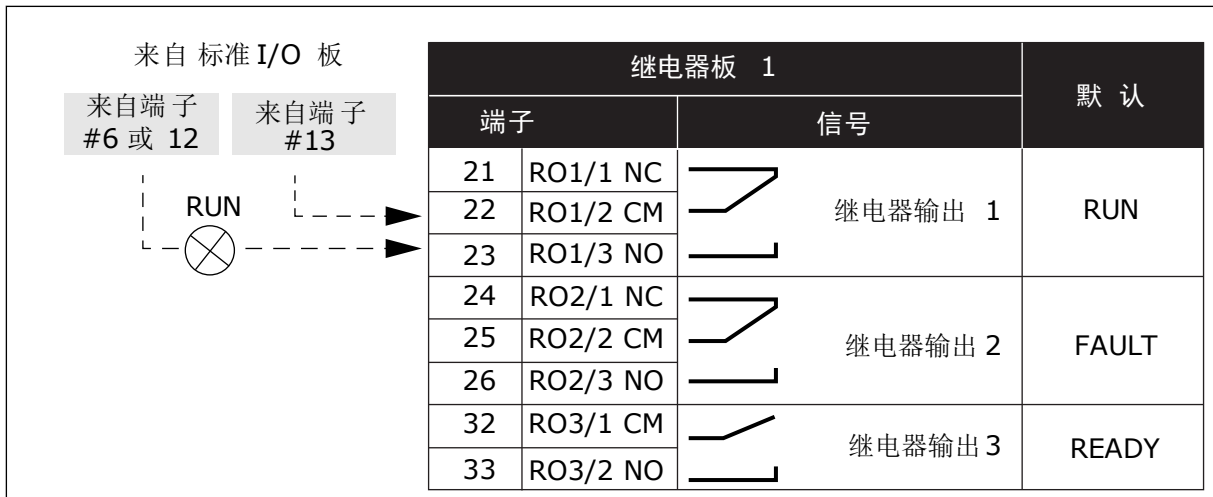 来自 标准 I/O 板
来自端 子
#6 或 12
来自端 子
#13
RUN
继电器板 1
默 认
端子 信号
21 RO1/1 NC
22 RO1/2 CM 继电器输出 1 RUN
23 RO1/3 NO
24 RO2/1 NC
25 RO2/2 CM 继电器输出 2 FAULT
26 RO2/3 NO
32 RO3/1 CM
继电器输出 3 READY
33 RO3/2 NO